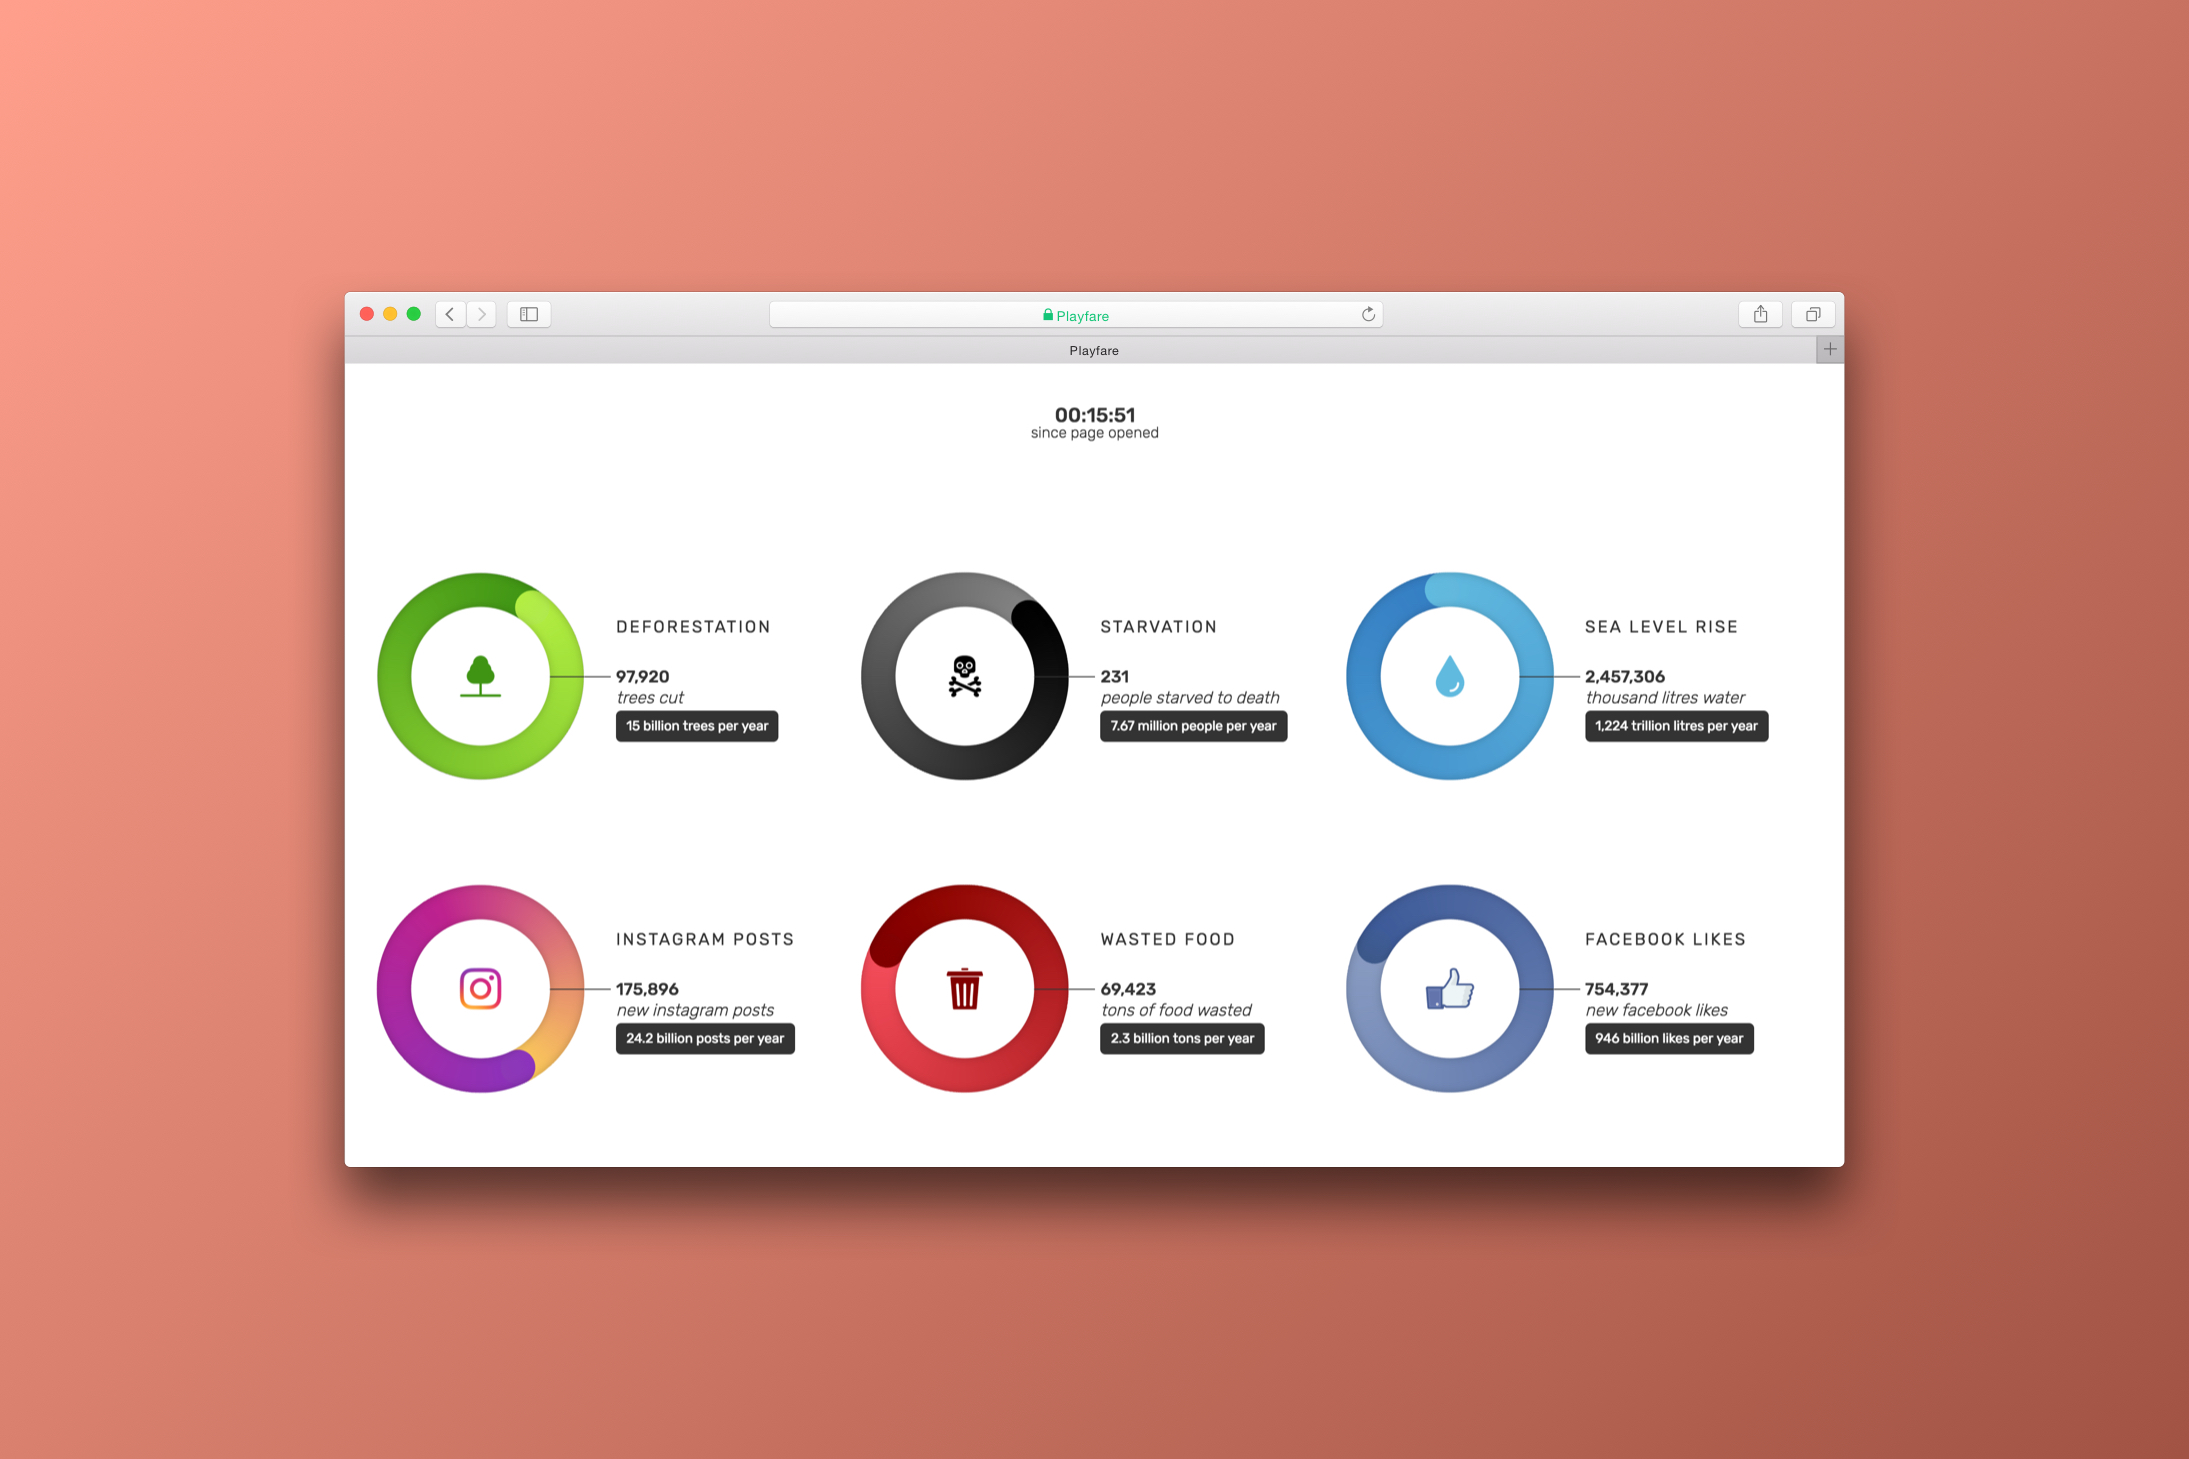 Playfare
Playfare
00:15:51
since page opened
DEFORESTATION
97,920
trees cut
15 billion trees per year
STARVATION
231
people starved to death
7.67 million people per year
SEA LEVEL RISE
2,457,306
thousand litres water
1,224 trillion litres per year
INSTAGRAM POSTS
175,896
new instagram posts
24.2 billion posts per year
WASTED FOOD
69,423
tons of food wasted
2.3 billion tons per year
FACEBOOK LIKES
754,377
new facebook likes
946 billion likes per year